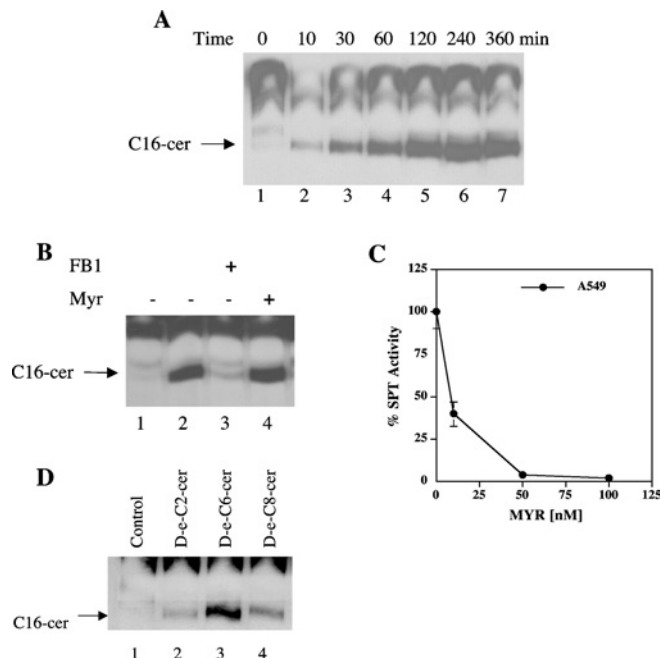 A
Time 0 10 30 60 120 240 360 min
C16-cer
1 2 3 4 5 6 7
B
FB1 +
Myr - - - +
C16-cer
1 2 3 4
C
125
100
75
50
25
0
% SPT Activity
A549
0 25 50 75 100 125
MYR [nM]
D
Control
D-e-C2-cer
D-e-C6-cer
D-e-C8-cer
C16-cer
1 2 3 4